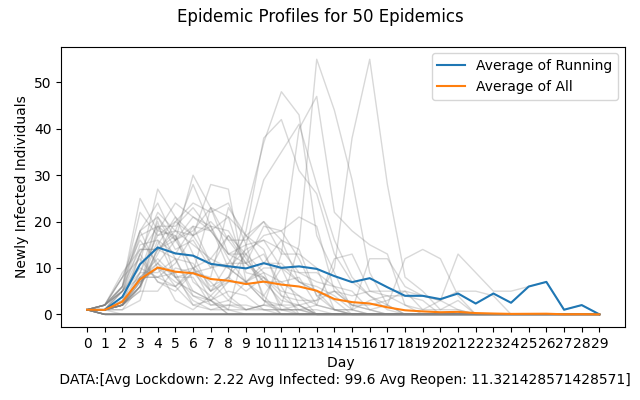 Epidemic Profiles for 50 Epidemics
Average of Running
Average of All
Newly Infected Individuals
50
40
30
20
10
0
0 1 2 3 4 5 6 7 8 9 10 11 12 13 14 15 16 17 18 19 20 21 22 23 24 25 26 27 28 29
Day
DATA:[Avg Lockdown: 2.22 Avg Infected: 99.6 Avg Reopen: 11.321428571428571]